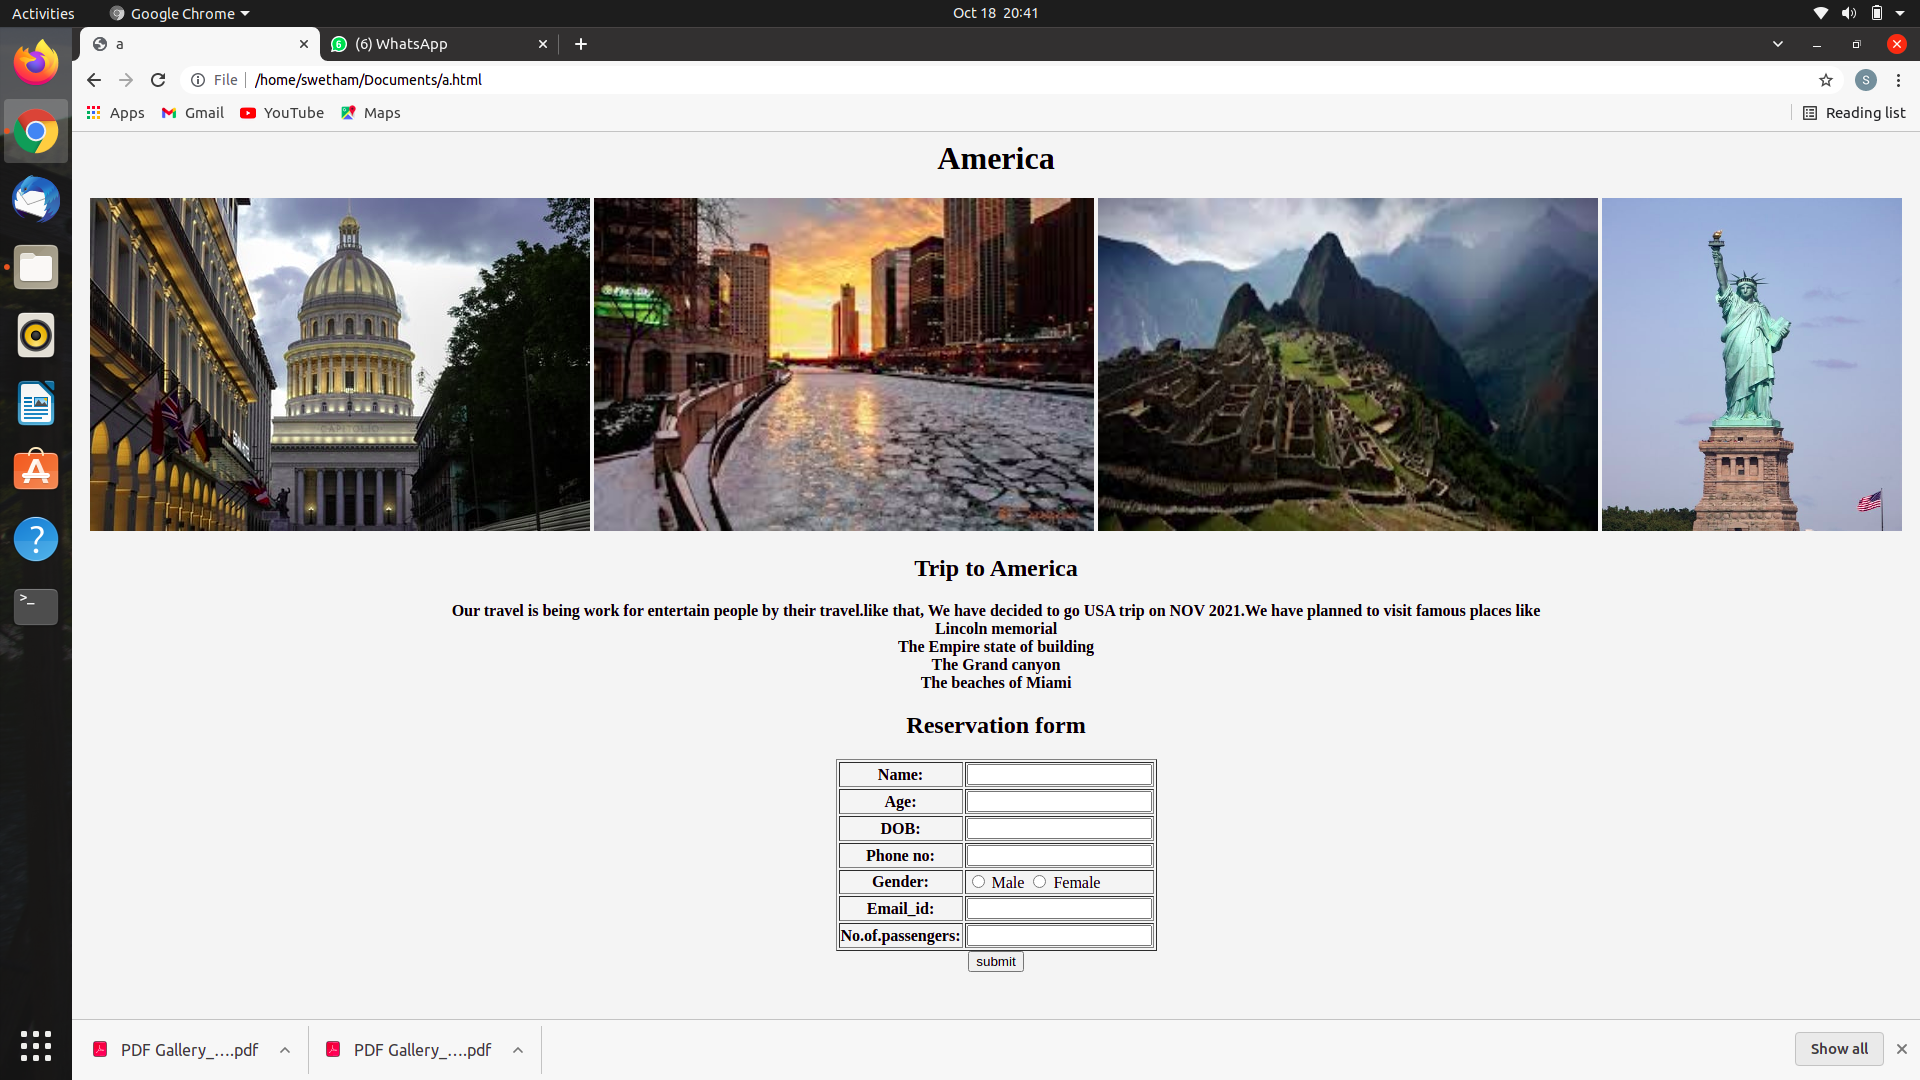 Activities
Google Chrome
Oct 18 20:41
a
(6) WhatsApp
File
/home/swetham/Documents/a.html
S
Apps
Gmail
YouTube
Maps
Reading list
America
CAPITOLIO
Trip to America
Our travel is being work for entertain people by their travel.like that, We have decided to go USA trip on NOV 2021.We have planned to visit famous places like
Lincoln memorial
The Empire state of building
The Grand canyon
The beaches of Miami
Reservation form
Name:
Age:
DOB:
Phone no:
Gender:
Male
Female
Email_id:
No.of.passengers:
submit
PDF Gallery_....pdf
PDF Gallery_....pdf
Show all